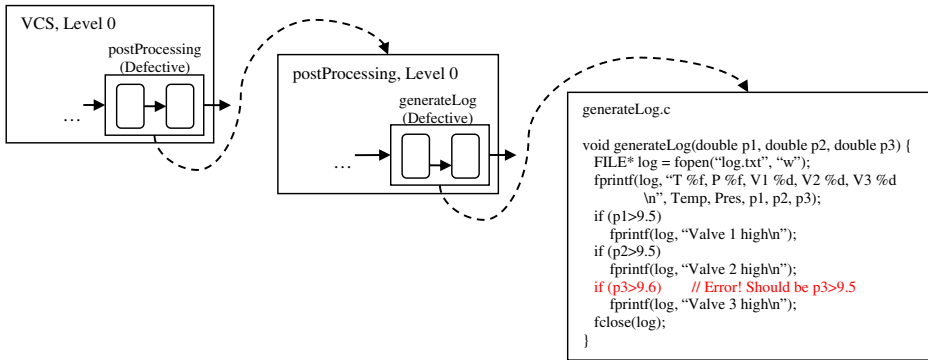 VCS, Level 0
postProcessing
(Defective)
…
postProcessing, Level 0
generateLog
(Defective)
…
generateLog.c
void generateLog(double p1, double p2, double p3) {
FILE* log = fopen(“log.txt”, “w”);
fprintf(log, “T %f, P %f, V1 %d, V2 %d, V3 %d
\n”, Temp, Pres, p1, p2, p3);
if (p1>9.5)
fprintf(log, “Valve 1 high\n”);
if (p2>9.5)
fprintf(log, “Valve 2 high\n”);
if (p3>9.6) // Error! Should be p3>9.5
fprintf(log, “Valve 3 high\n”);
fclose(log);
}